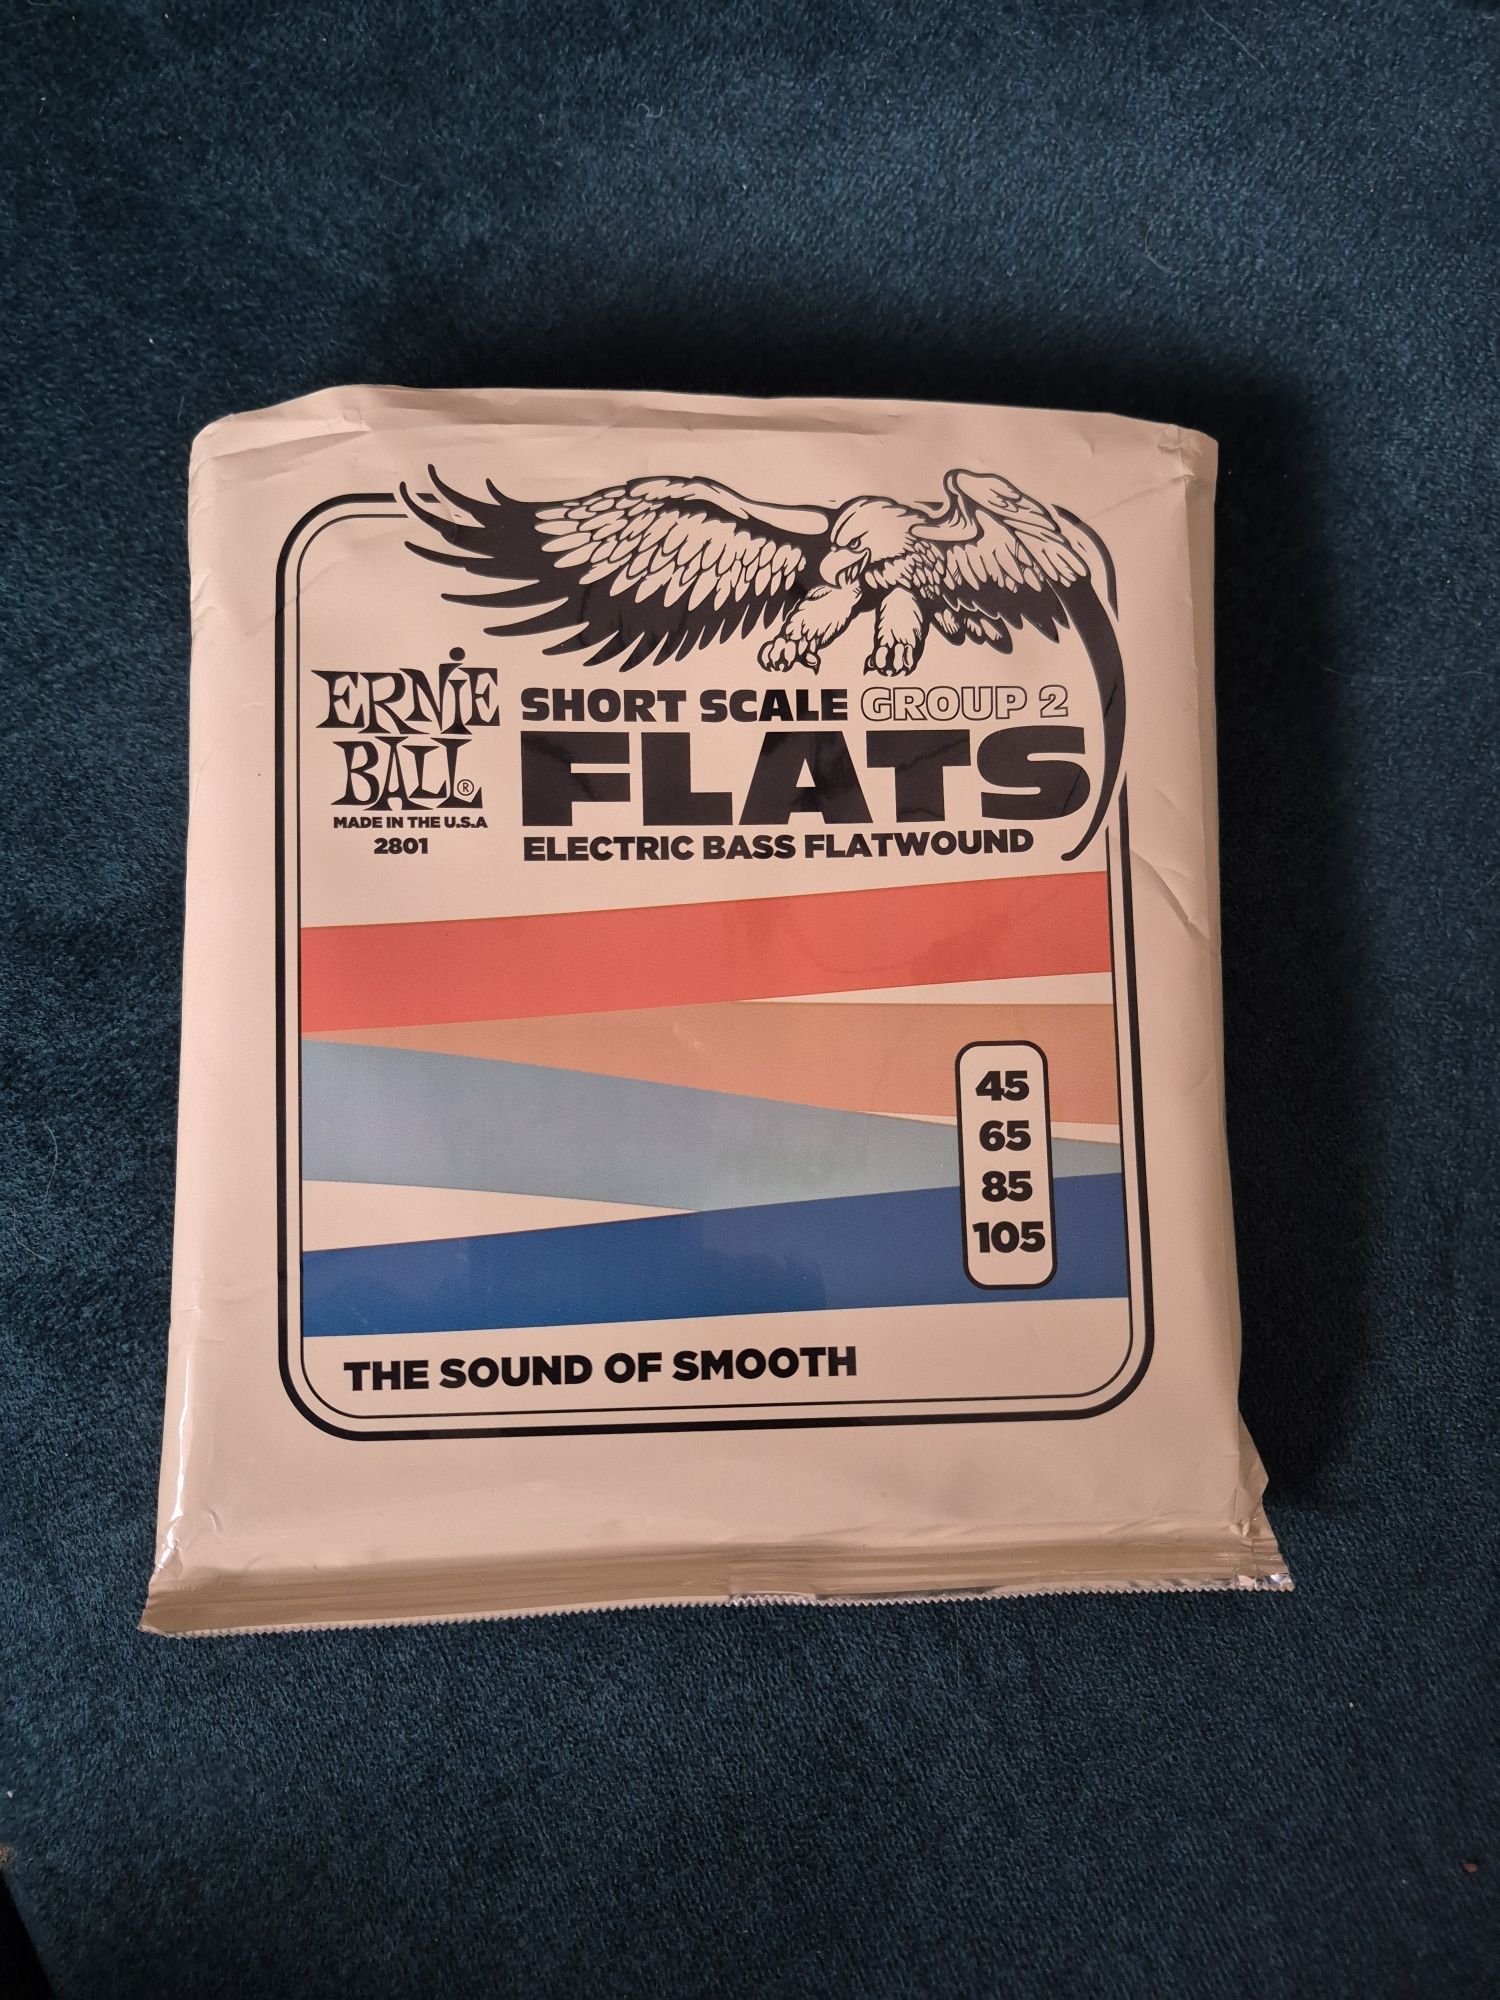 ERNiE
BALL®
MADE IN THE U.S.A
2801
SHORT SCALE GROUP 2
FLATS
ELECTRIC BASS FLATWOUND
45
65
85
105
THE SOUND OF SMOOTH